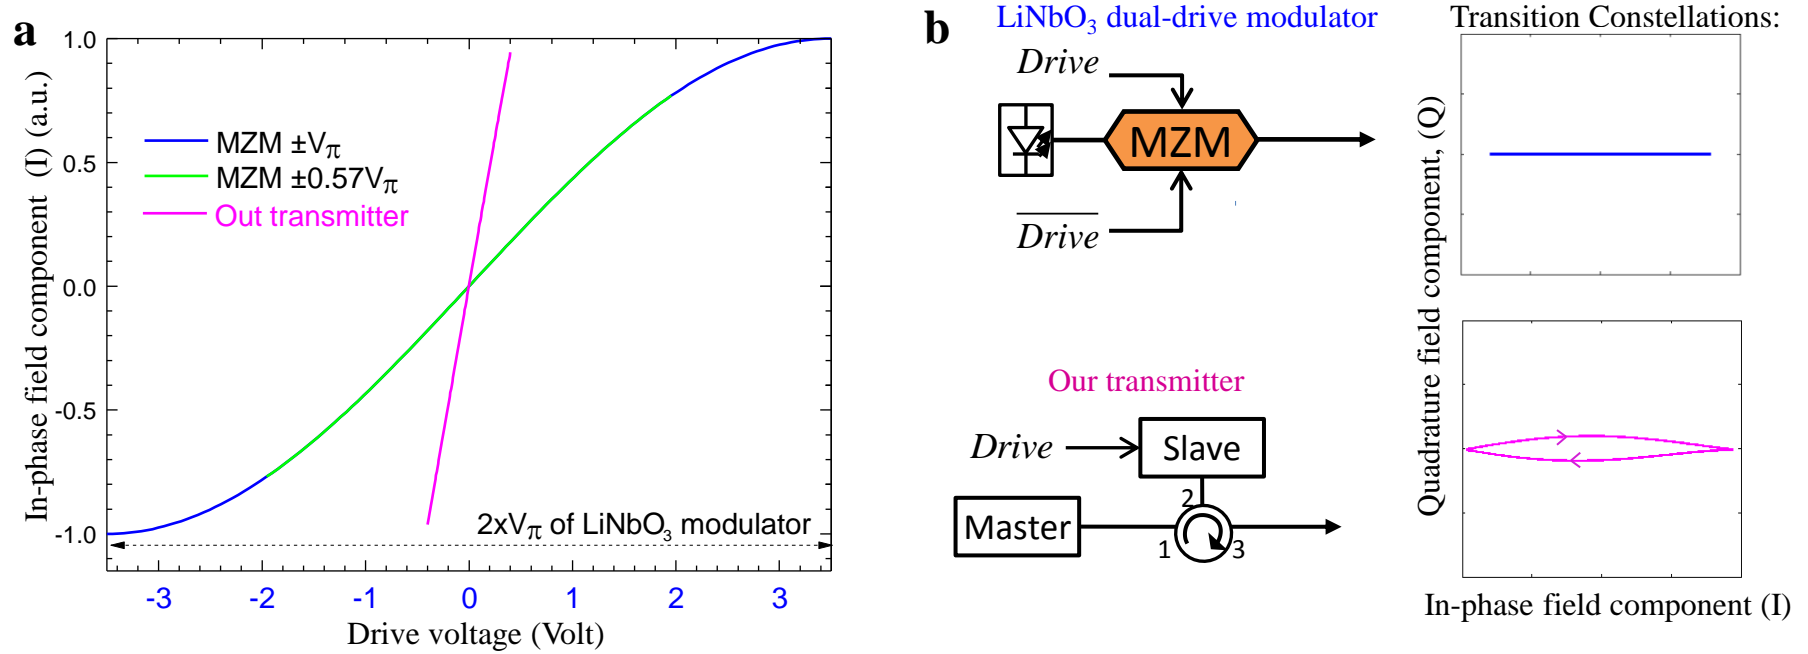 a
In-phase field component (I) (a.u.)
1.0
0.5
0.0
-0.5
-1.0
MZM ±Vπ
MZM ±0.57Vπ
Out transmitter
2xVπ of LiNbO₃ modulator
-3 -2 -1 0 1 2 3
Drive voltage (Volt)
b
LiNbO₃ dual-drive modulator
Drive
MZM
Drive
Our transmitter
Drive
Slave
Master
2
1
3
Transition Constellations:
Quadrature field component, (Q)
In-phase field component (I)